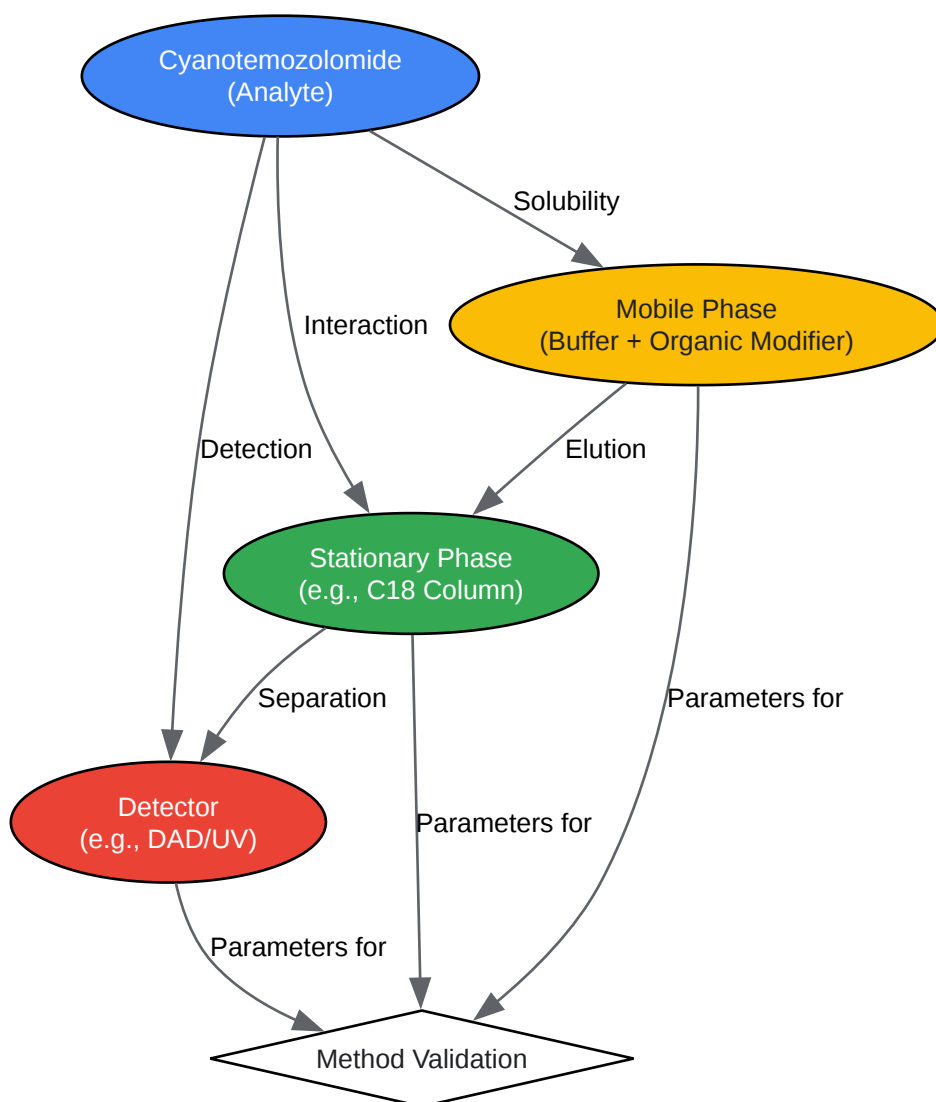 Cyanotemozolomide
(Analyte)
Solubility
Mobile Phase
(Buffer + Organic Modifier)
Interaction
Detection
Elution
Stationary Phase
(e.g., C18 Column)
Separation
Parameters for
Detector
(e.g., DAD/UV)
Parameters for
Parameters for
Method Validation